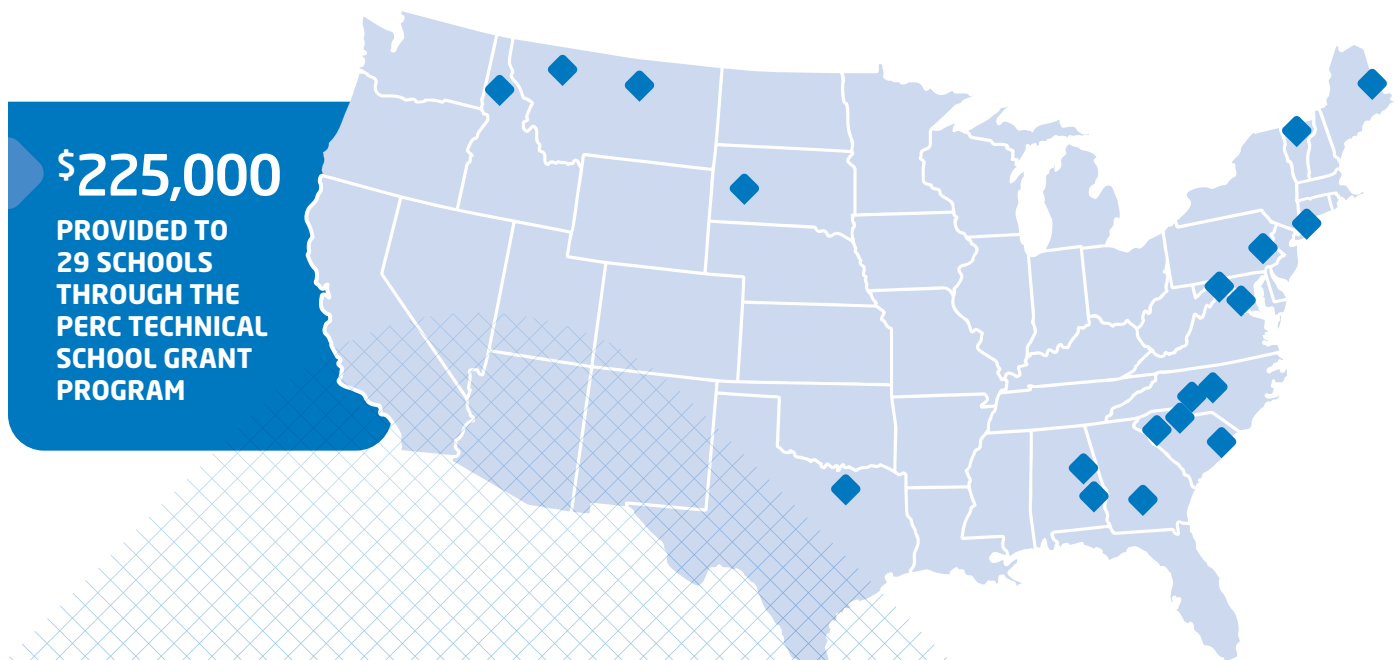 $225,000
PROVIDED TO
29 SCHOOLS
THROUGH THE
PERC TECHNICAL
SCHOOL GRANT
PROGRAM